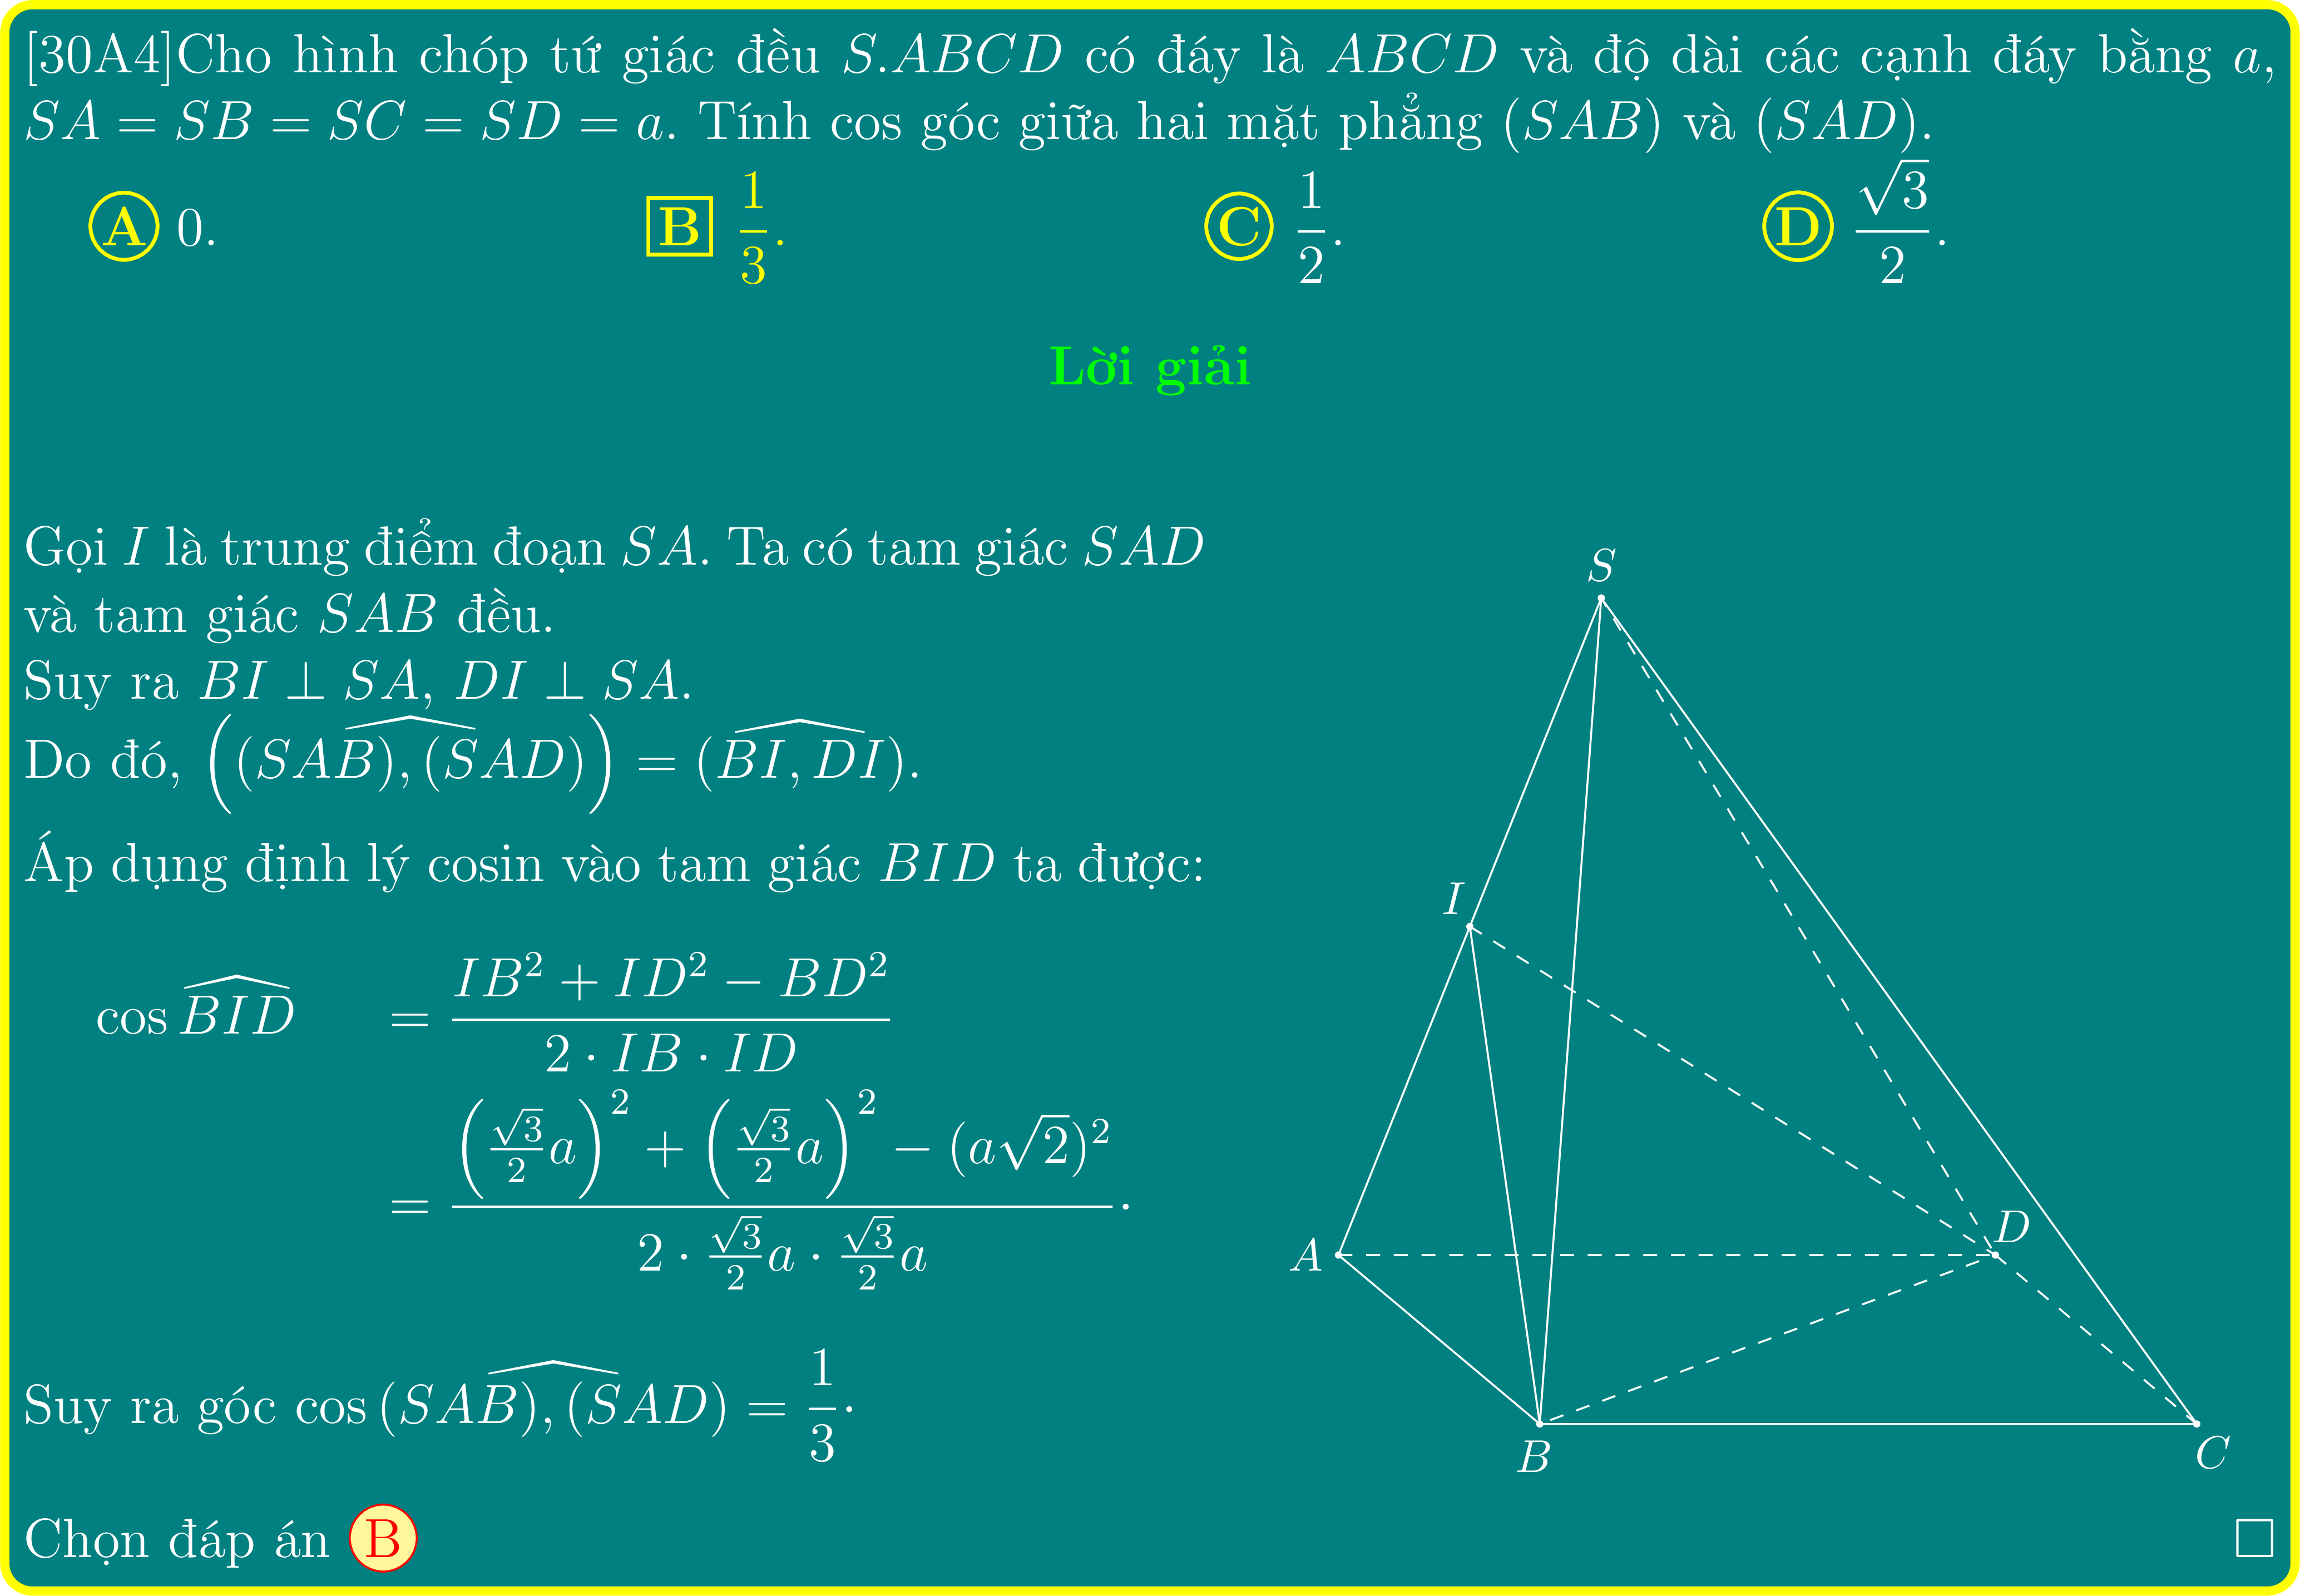 [30A4]Cho hình chóp tứ giác đều S.ABCD có đáy là ABCD và độ dài các cạnh đáy bằng a,
SA = SB = SC = SD = a. Tính cos góc giữa hai mặt phẳng (SAB) và (SAD).
A 0. B $\frac{1}{3}$. C $\frac{1}{2}$. D $\frac{\sqrt{3}}{2}$.
Lời giải
Gọi I là trung điểm đoạn SA. Ta có tam giác SAD
và tam giác SAB đều.
Suy ra BI ⊥ SA, DI ⊥ SA.
Do đó, $\left(\widehat{(SAB),(SAD)}\right) = (\widehat{BI, DI})$.
Áp dụng định lý cosin vào tam giác BID ta được:
$\cos \widehat{BID} = \frac{IB^2 + ID^2 - BD^2}{2 \cdot IB \cdot ID}$
$= \frac{\left(\frac{\sqrt{3}}{2}a\right)^2 + \left(\frac{\sqrt{3}}{2}a\right)^2 - (a\sqrt{2})^2}{2 \cdot \frac{\sqrt{3}}{2}a \cdot \frac{\sqrt{3}}{2}a}$.
Suy ra góc $\cos \widehat{(SAB),(SAD)} = \frac{1}{3}$.
Chọn đáp án B
S
I
A
D
B
C